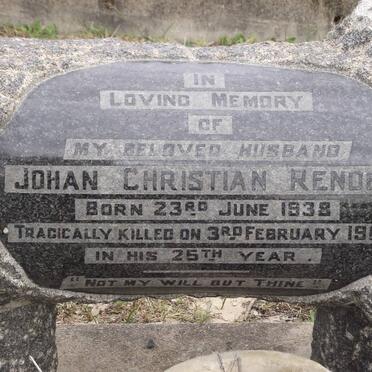 IN
LOVING MEMORY
OF
MY BELOVED HUSBAND
JOHAN CHRISTIAN
BORN 23RD JUNE 1938
TRAGICALLY KILLED ON 3RD FEBRUARY
IN HIS 25TH YEAR.
"NOT MY WILL BUT THINE"